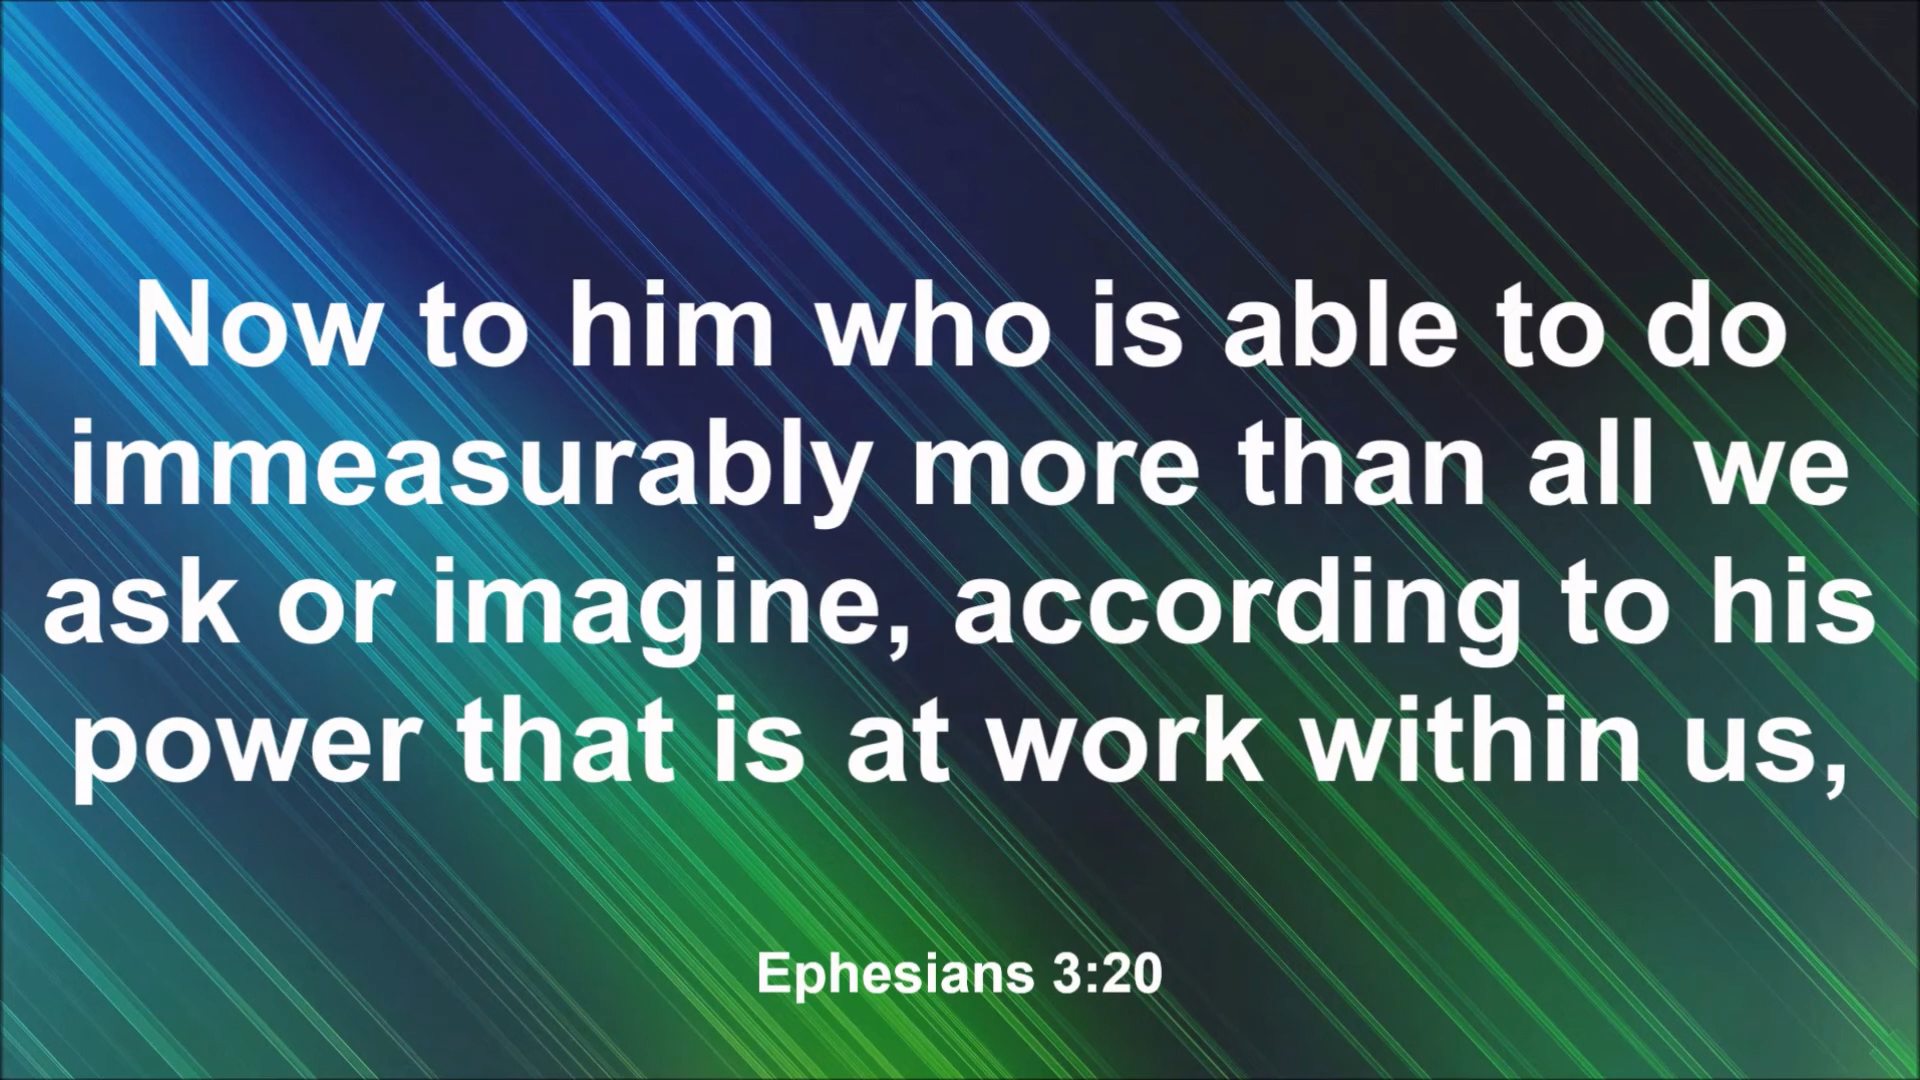 Now to him who is able to do
immeasurably more than all we
ask or imagine, according to his
power that is at work within us,
Ephesians 3:20